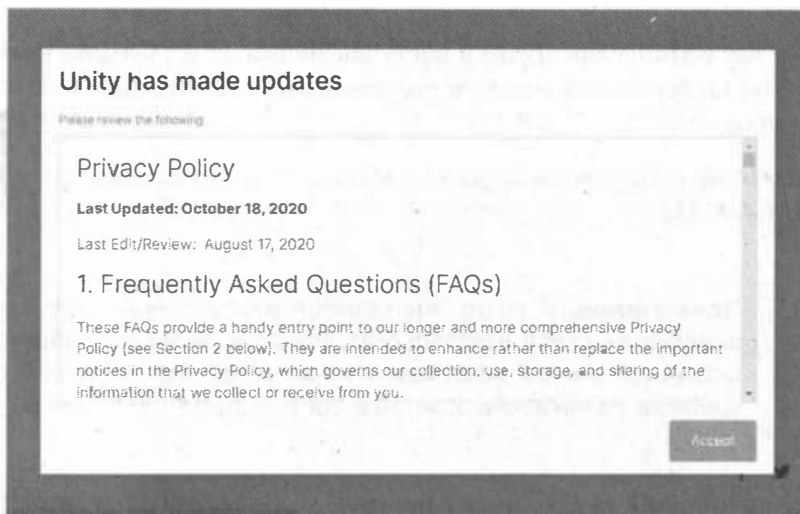 Unity has made updates
Please review the following
Privacy Policy
Last Updated: October 18, 2020
Last Edit/Review: August 17, 2020
1. Frequently Asked Questions (FAQs)
These FAQs provide a handy entry point to our longer and more comprehensive Privacy
Policy (see Section 2 below). They are intended to enhance rather than replace the important
notices in the Privacy Policy, which governs our collection, use, storage, and sharing of the
information that we collect or receive from you.
Accept